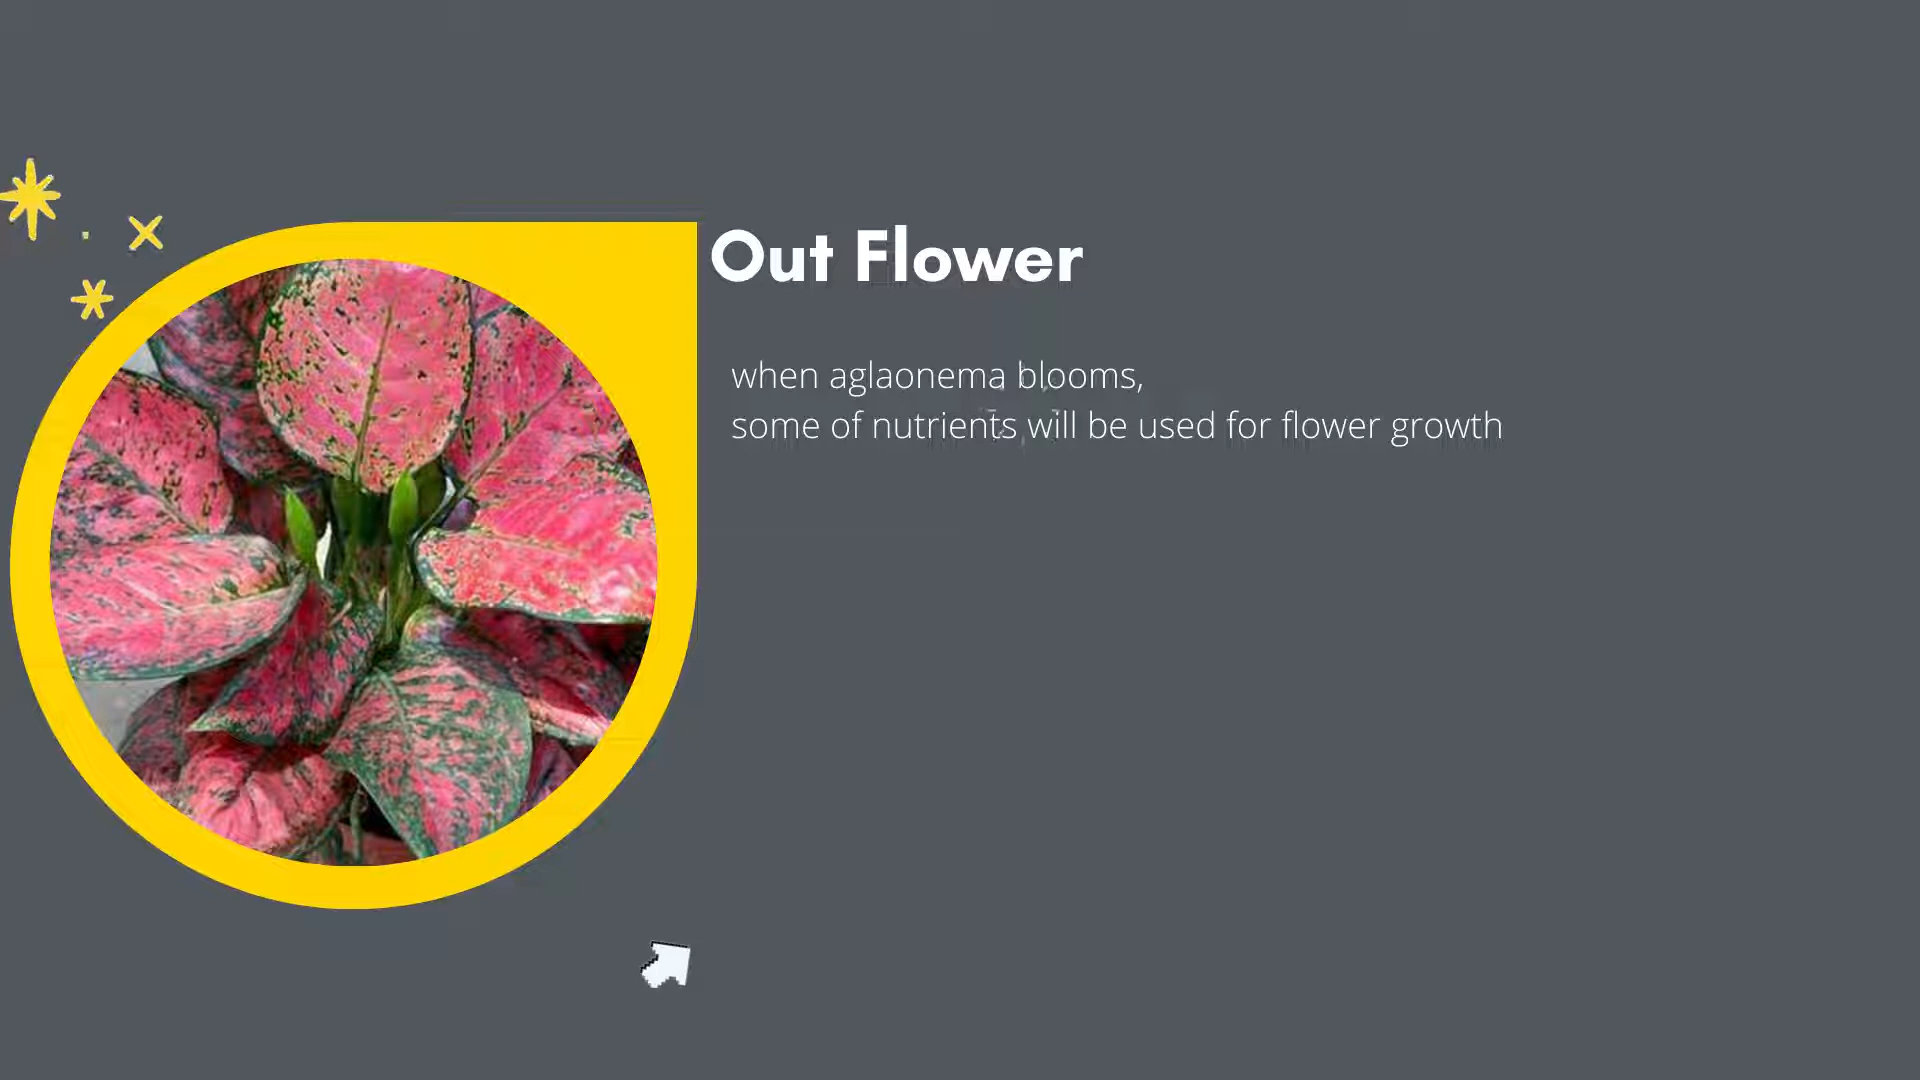 Out Flower
when aglaonema blooms,
some of nutrients will be used for flower growth